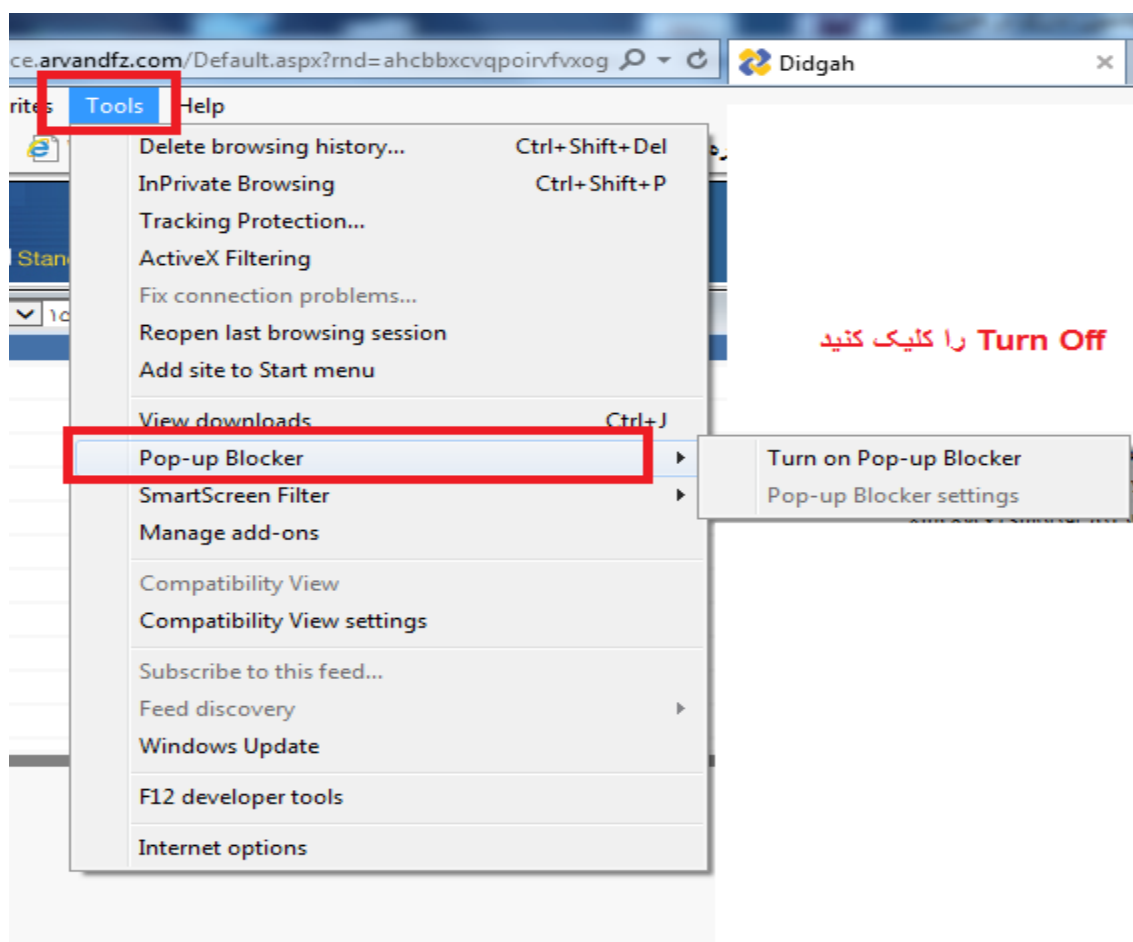 ce.arvandfz.com/Default.aspx?rnd=ahcbbxcvqpoirvfvxog
Didgah
rites Tools Help
Delete browsing history... Ctrl+Shift+Del
InPrivate Browsing Ctrl+Shift+P
Tracking Protection...
ActiveX Filtering
Stan
Fix connection problems...
Reopen last browsing session
Add site to Start menu
Turn Off را کلیک کنید
View downloads Ctrl+J
Pop-up Blocker
Turn on Pop-up Blocker
SmartScreen Filter
Pop-up Blocker settings
Manage add-ons
Compatibility View
Compatibility View settings
Subscribe to this feed...
Feed discovery
Windows Update
F12 developer tools
Internet options